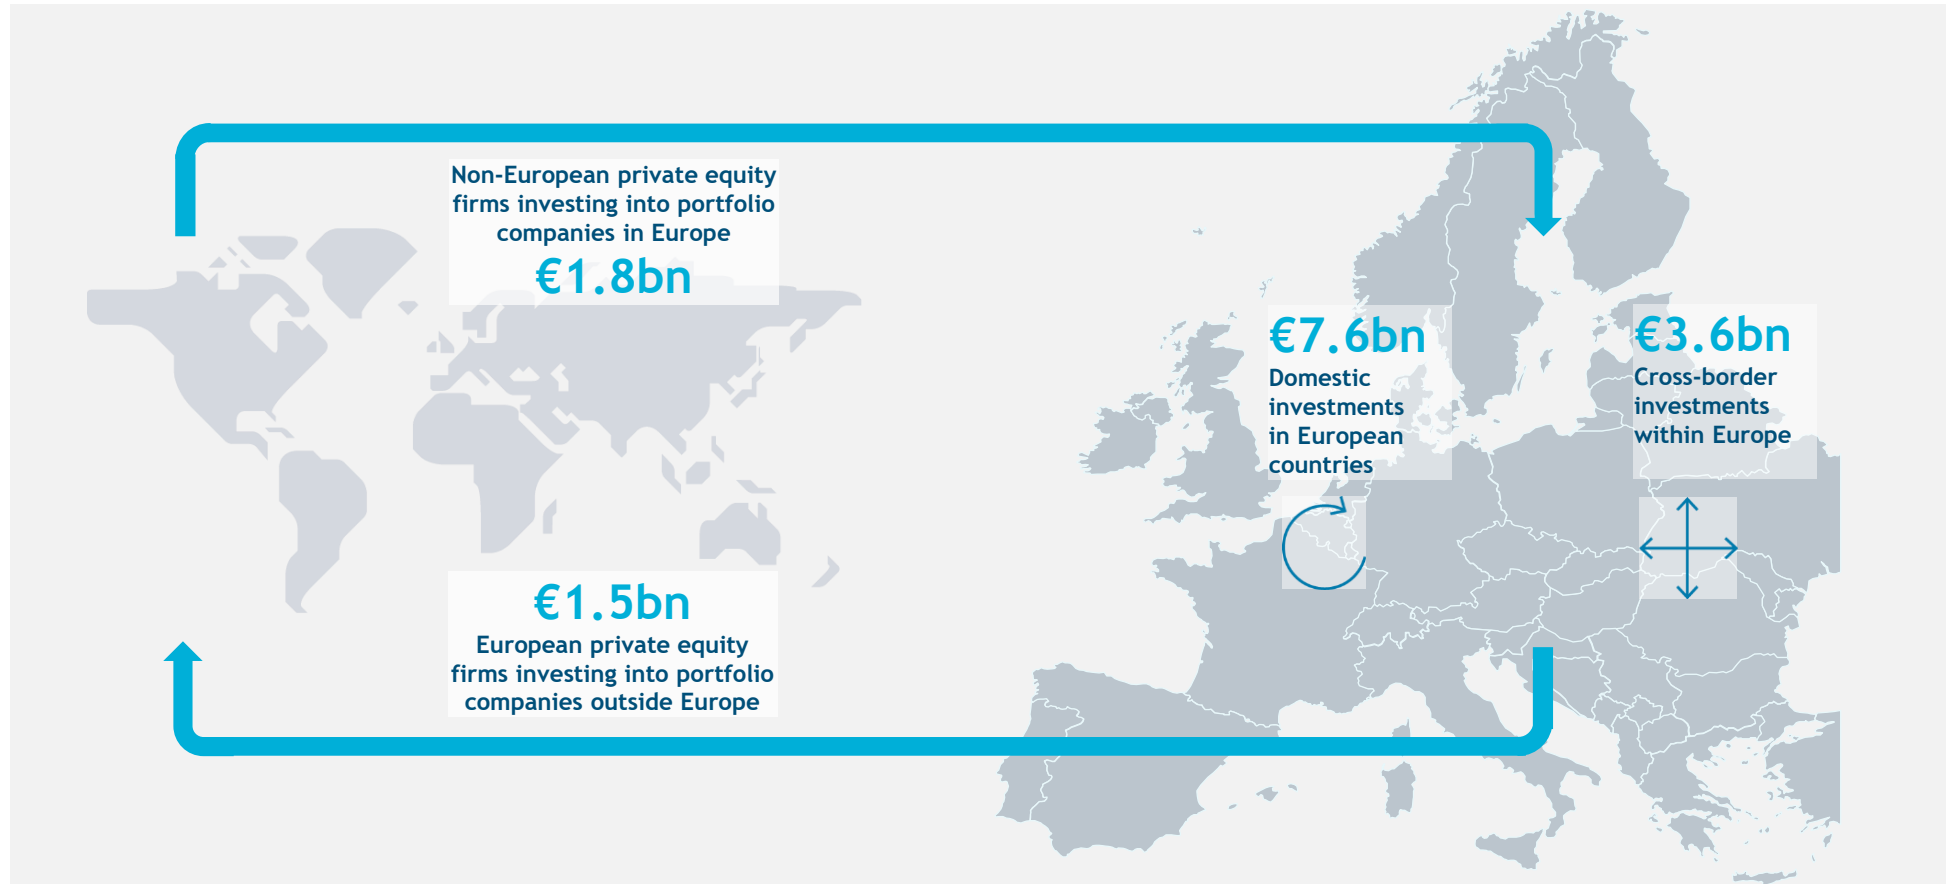 Non-European private equity
firms investing into portfolio
companies in Europe
€1.8bn
€7.6bn
Domestic
investments
in European
countries
€3.6bn
Cross-border
investments
within Europe
€1.5bn
European private equity
firms investing into portfolio
companies outside Europe